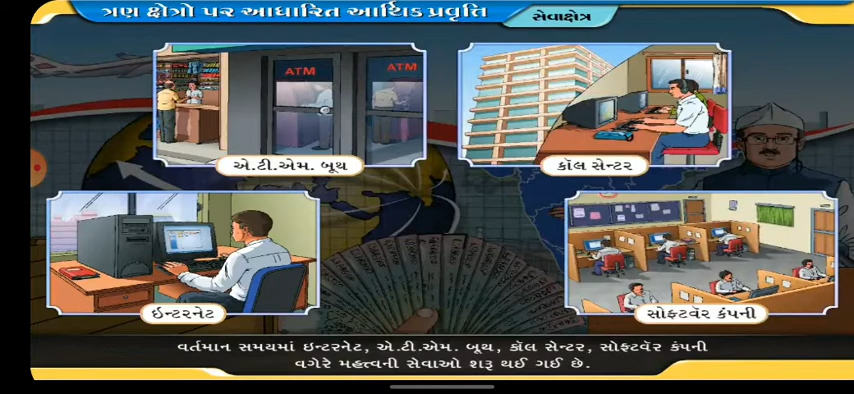 ત્રણ ક્ષેત્રો પર આધારિત આર્થિક પ્રવૃત્તિ
સેવાક્ષેત્ર
ATM
ATM
એ.ટી.એમ. બૂથ
કૉલ સેન્ટર
ઇન્ટરનેટ
સોફ્ટવૅર કંપની
વર્તમાન સમયમાં ઇન્ટરનેટ, એ.ટી.એમ. બૂથ, કૉલ સેન્ટર, સોફ્ટવૅર કંપની
વગેરે મહત્ત્વની સેવાઓ શરૂ થઈ ગઈ છે.